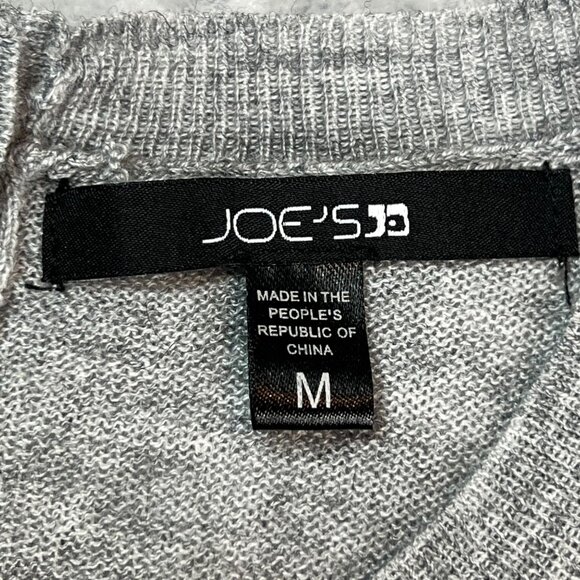 JOE'S
MADE IN THE
PEOPLE'S
REPUBLIC OF
CHINA
M